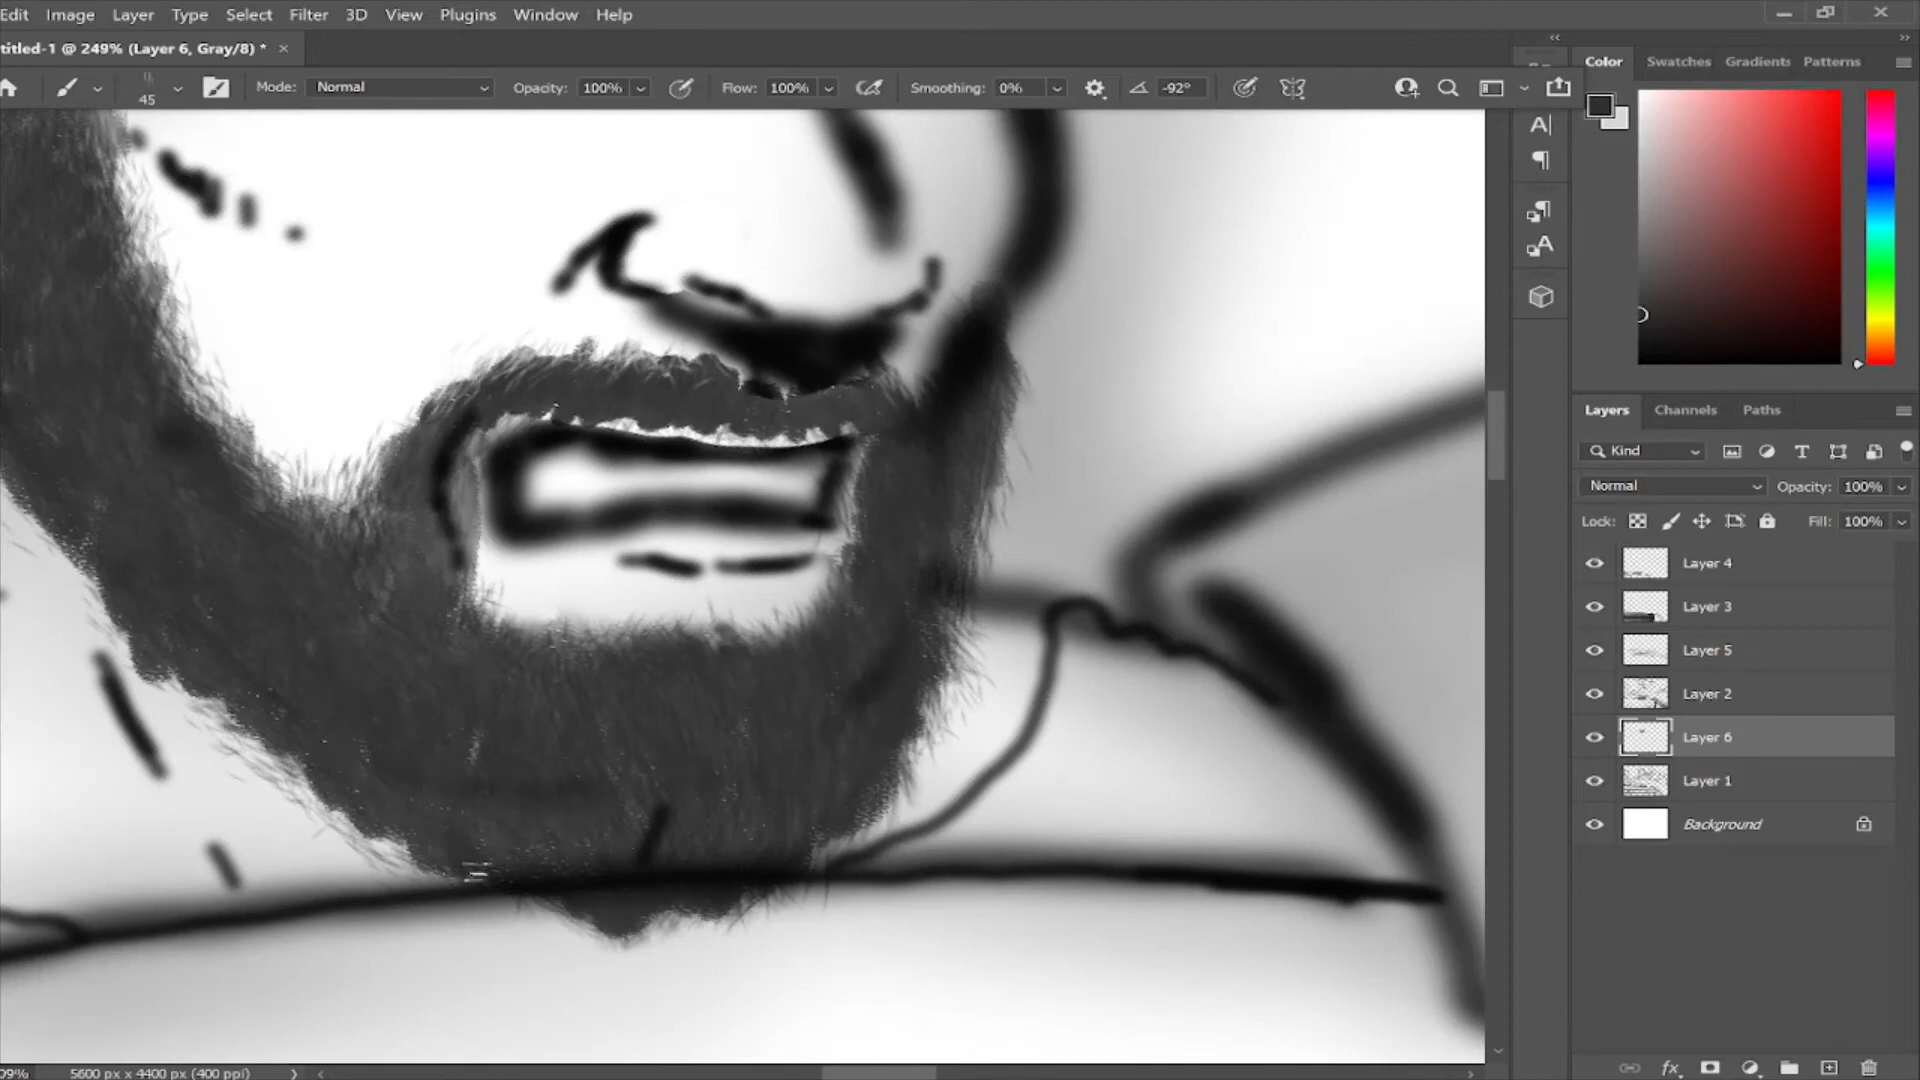 Edit Image Layer Type Select Filter 3D View Plugins Window Help
titled-1 @ 249% (Layer 6, Gray/8) *
45 Mode: Normal Opacity: 100% Flow: 100% Smoothing: 0% -92°
Color Swatches Gradients Patterns
Layers Channels Paths
Kind
Normal Opacity: 100%
Lock: Fill: 100%
Layer 4
Layer 3
Layer 5
Layer 2
Layer 6
Layer 1
Background
09% 5600 px x 4400 px (400 ppi)